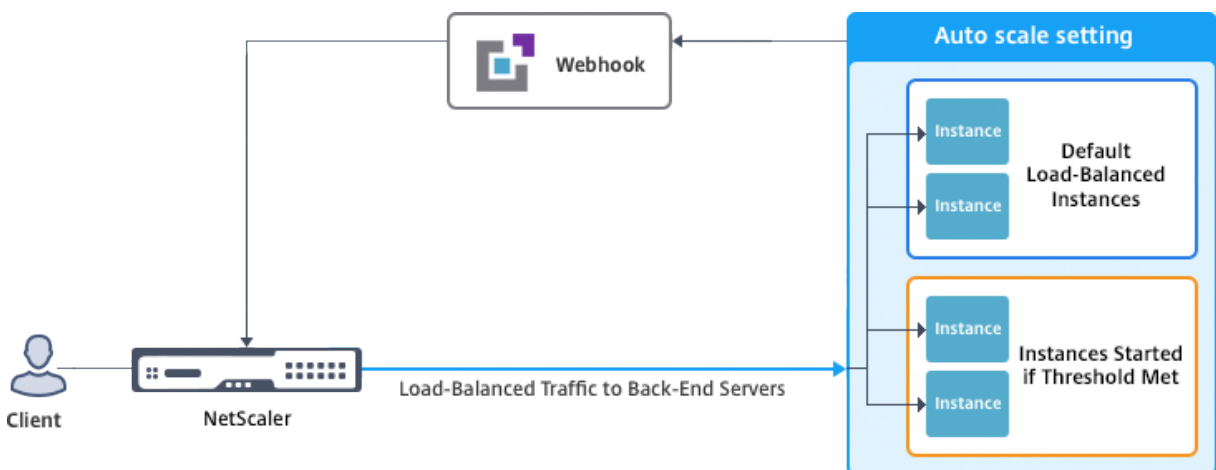 Auto scale setting
Webhook
Instance
Default
Load-Balanced
Instances
Instance
Instance
Instances Started
if Threshold Met
Instance
Load-Balanced Traffic to Back-End Servers
Client
NetScaler